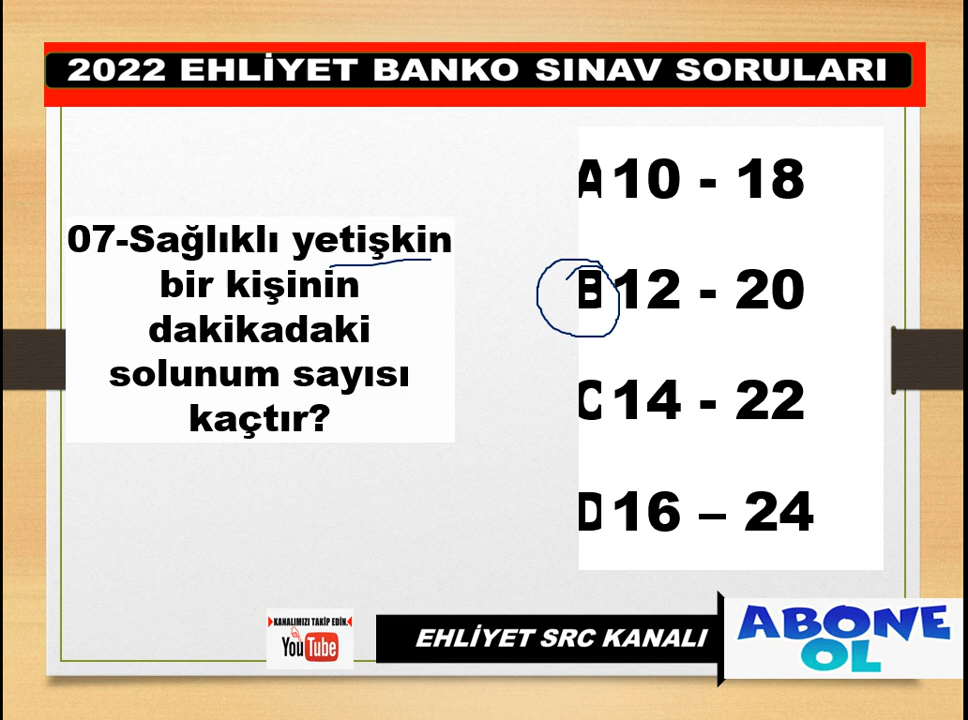 2022 EHLİYET BANKO SINAV SORULARI
07-Sağlıklı yetişkin
bir kişinin
dakikadaki
solunum sayısı
kaçtır?
A 10 - 18
B 12 - 20
C 14 - 22
D 16 – 24
KANALIMIZI TAKİP EDİN.
YouTube
EHLİYET SRC KANALI
ABONE
OL